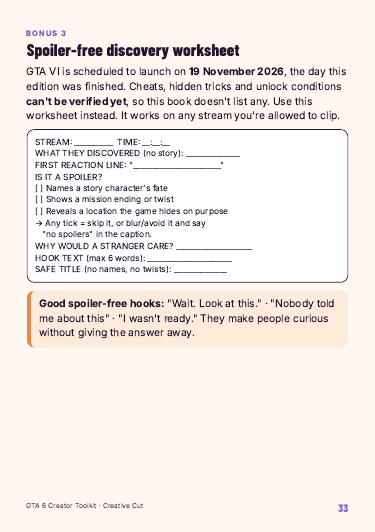 BONUS 3
Spoiler-free discovery worksheet
GTA VI is scheduled to launch on 19 November 2026, the day this
edition was finished. Cheats, hidden tricks and unlock conditions
can't be verified yet, so this book doesn't list any. Use this
worksheet instead. It works on any stream you're allowed to clip.
STREAM: __________ TIME: __:__:__
WHAT THEY DISCOVERED (no story): ______________
FIRST REACTION LINE: "______________________"
IS IT A SPOILER?
[ ] Names a story character's fate
[ ] Shows a mission ending or twist
[ ] Reveals a location the game hides on purpose
→ Any tick = skip it, or blur/avoid it and say
"no spoilers" in the caption.
WHY WOULD A STRANGER CARE? ____________________
HOOK TEXT (max 6 words): ______________________
SAFE TITLE (no names, no twists): ______________
Good spoiler-free hooks: "Wait. Look at this." · "Nobody told
me about this" · "I wasn't ready." They make people curious
without giving the answer away.
GTA 6 Creator Toolkit · Creative Cut
33